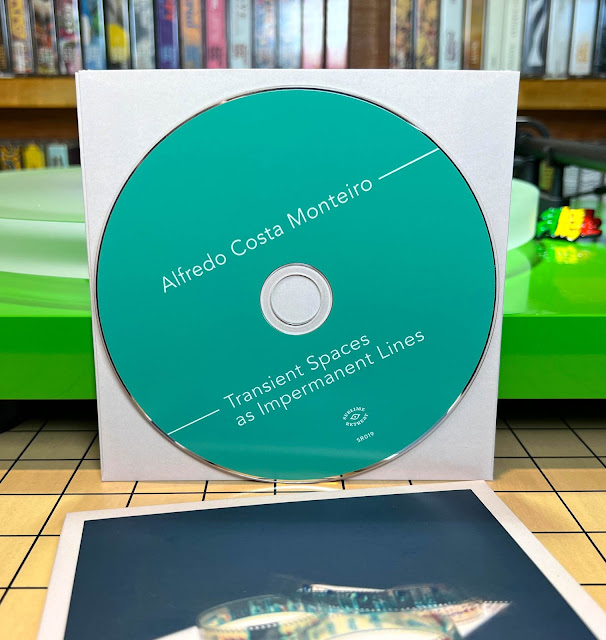 Alfredo Costa Monteiro
Transient Spaces
as Impermanent Lines
SUBLIME
RETREAT
SR019